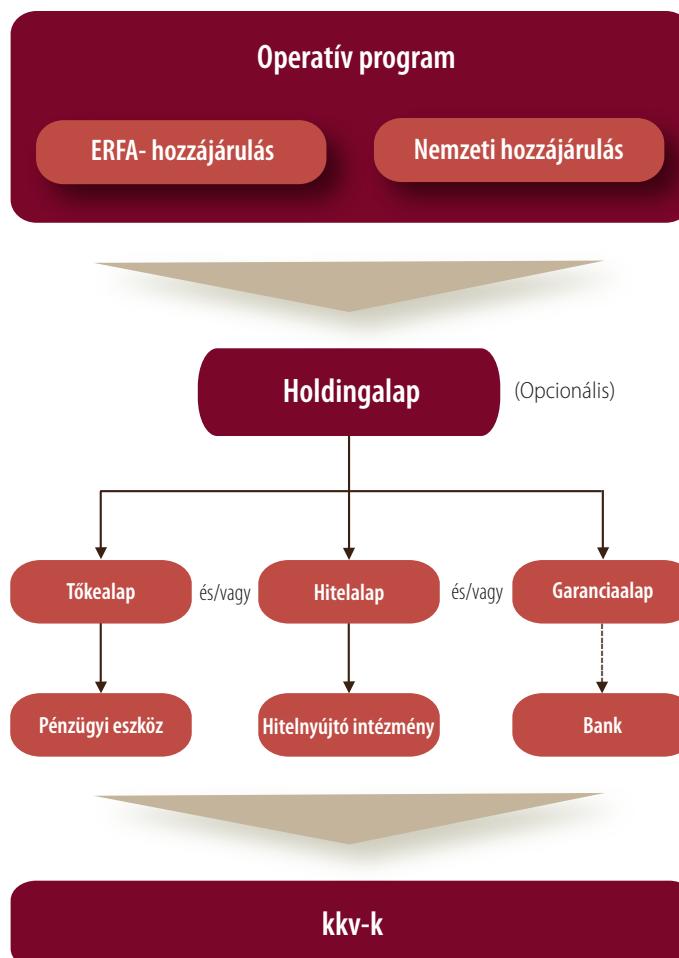 Operatív program
ERFA- hozzájárulás
Nemzeti hozzájárulás
Holdingalap
(Opcionális)
Tőkealap
és/vagy
Hitelalap
és/vagy
Garanciaalap
Pénzügyi eszköz
Hitelnyújtó intézmény
Bank
kkv-k